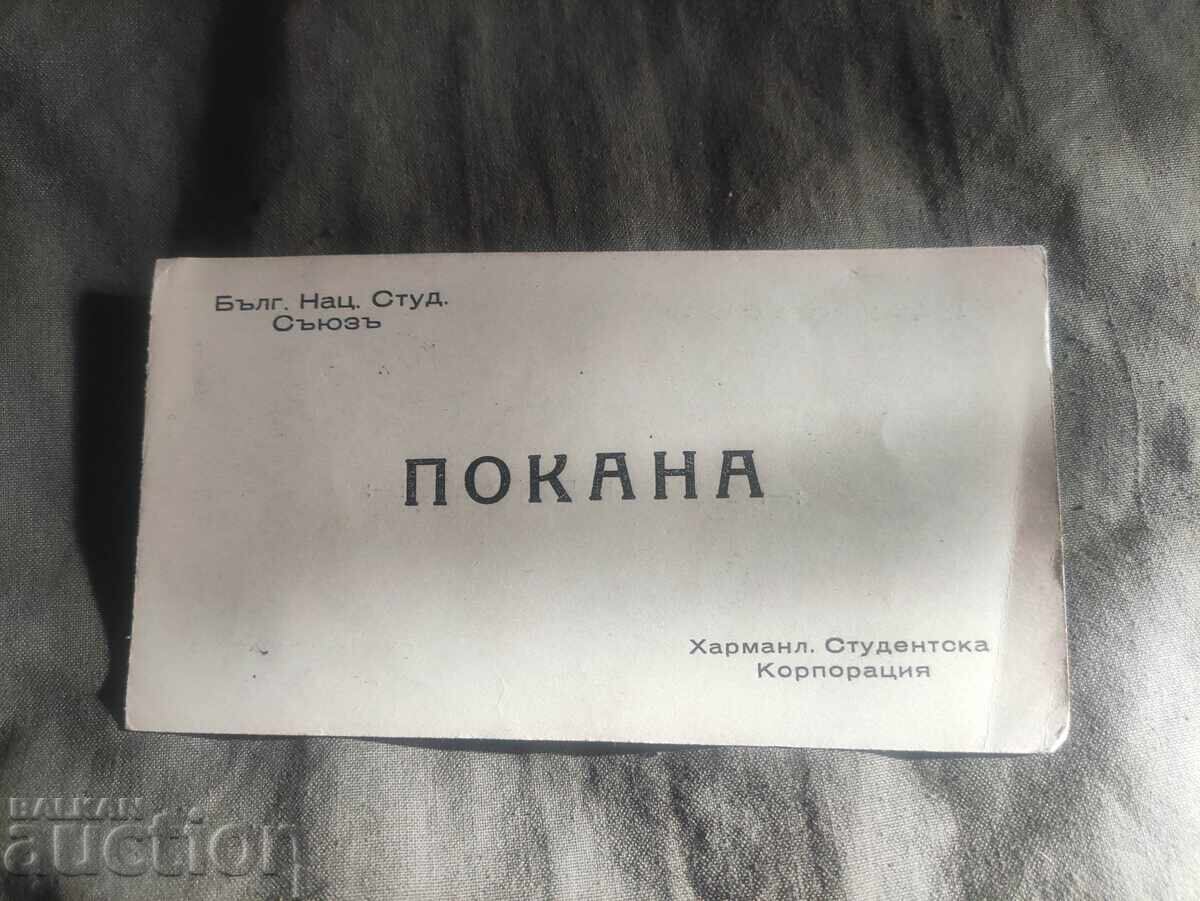 Бълг. Нац. Студ.
Съюзъ
ПОКАНА
Харманл. Студентска
Корпорация
BALKAN
auction